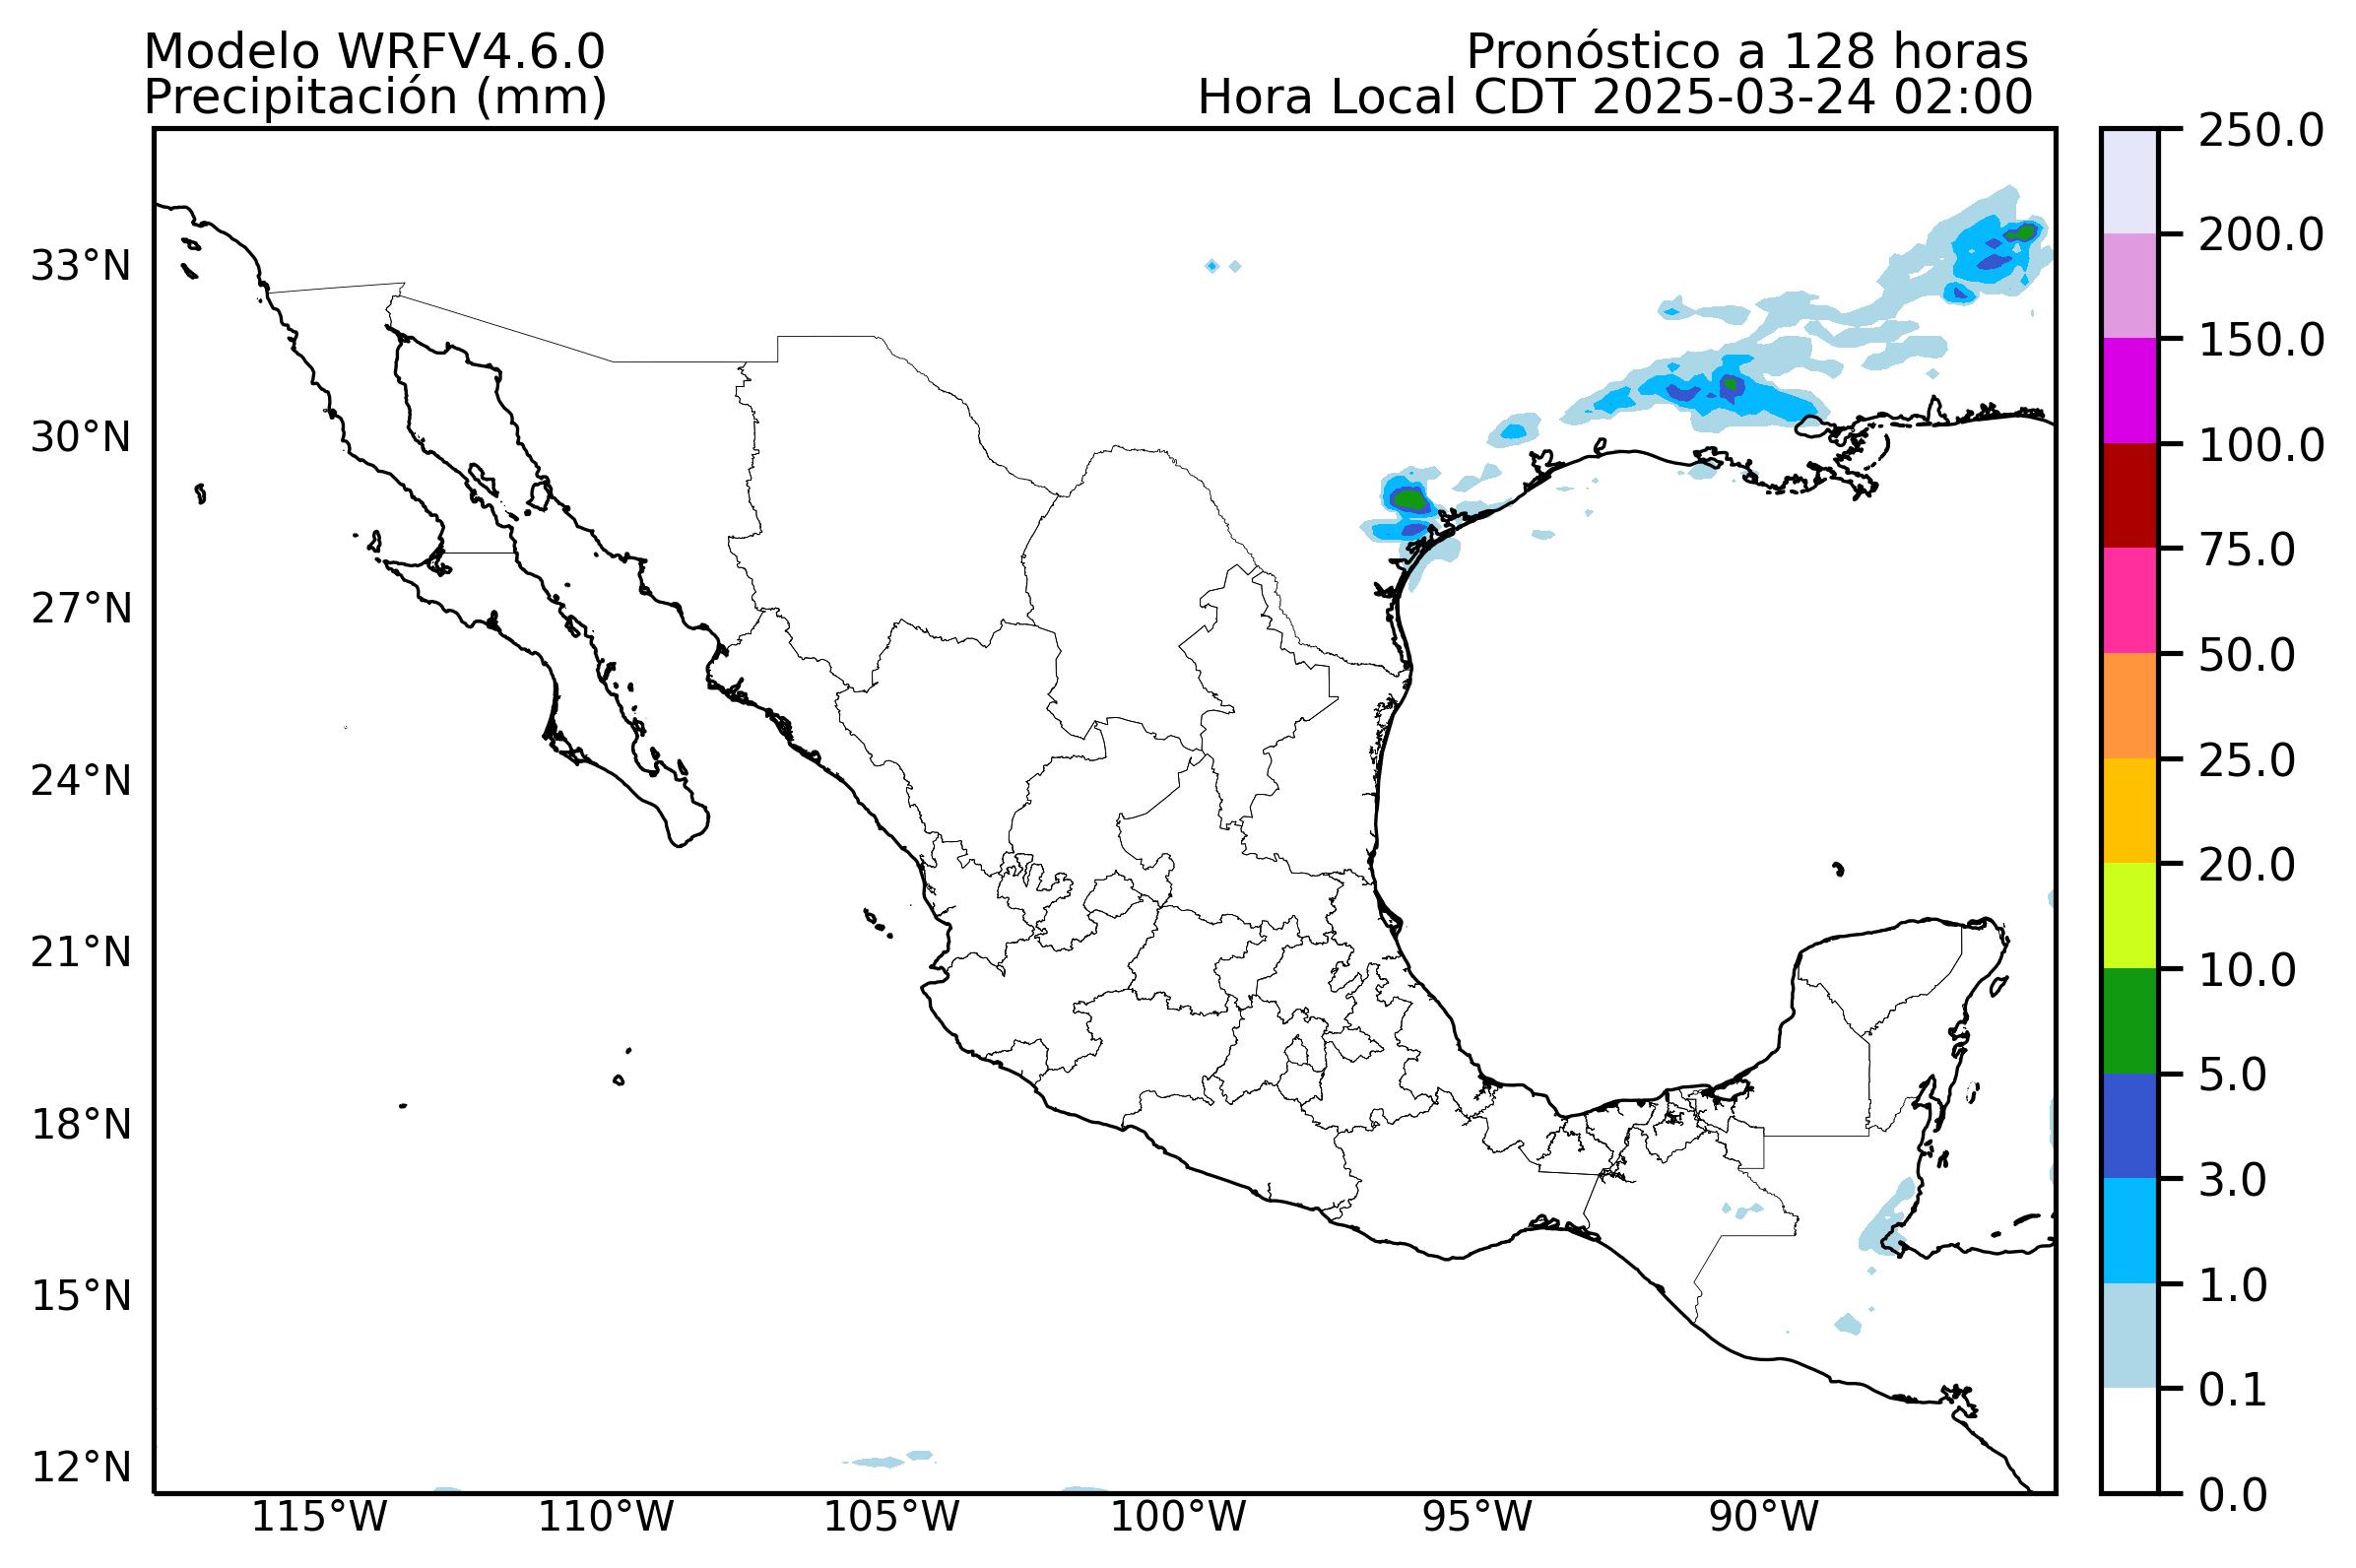 Modelo WRFV4.6.0
Precipitación (mm)
Pronóstico a 128 horas
Hora Local CDT 2025-03-24 02:00
33°N
30°N
27°N
24°N
21°N
18°N
15°N
12°N
115°W
110°W
105°W
100°W
95°W
90°W
250.0
200.0
150.0
100.0
75.0
50.0
25.0
20.0
10.0
5.0
3.0
1.0
0.1
0.0